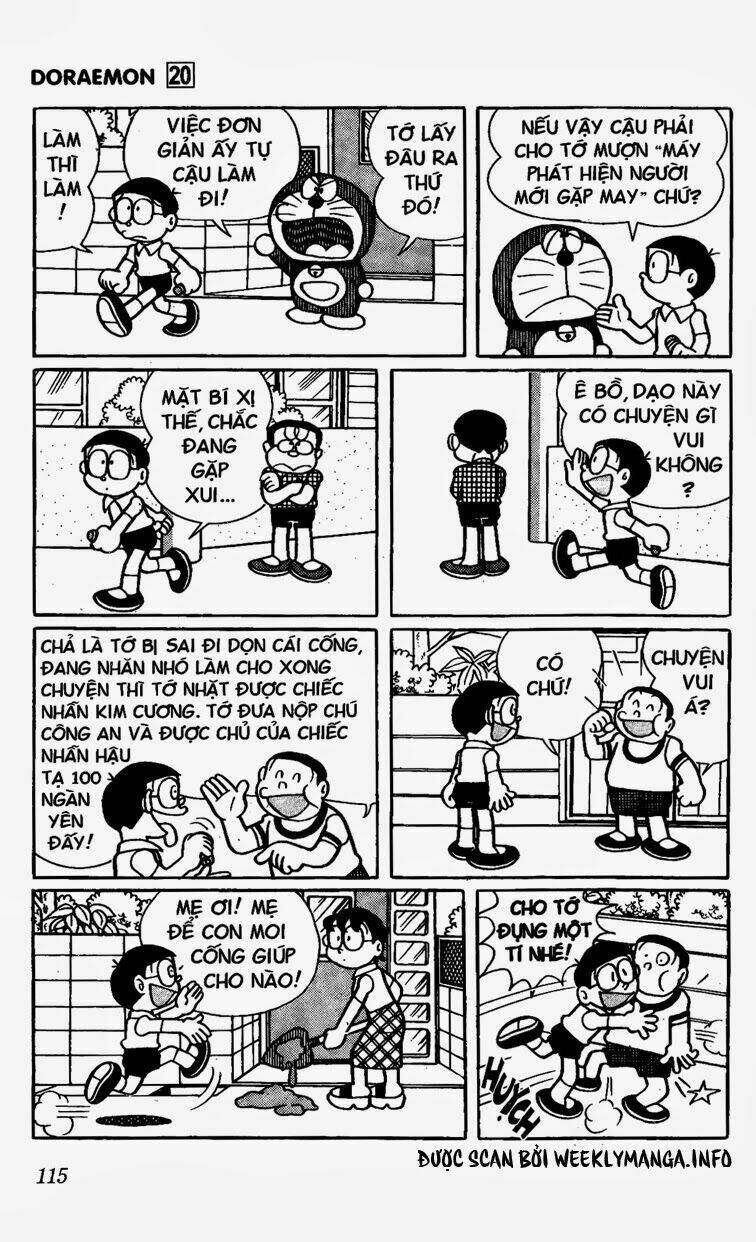 DORAEMON 20
NẾU VẬY CẬU PHẢI
CHO TỚ MƯỢN "MÁY
PHÁT HIỆN NGƯỜI
MỚI GẶP MAY" CHỨ?
TỚ LẤY
ĐÂU RA
THỨ
ĐÓ!
VIỆC ĐƠN
GIẢN ẤY TỰ
CẬU LÀM
ĐI!
LÀM
THÌ
LÀM
!
Ê BỒ, DẠO NÀY
CÓ CHUYỆN GÌ
VUI
KHÔNG
?
MẶT BÍ XỊ
THẾ, CHẮC
ĐANG
GẶP
XUI...
CHUYỆN
VUI
Á?
CÓ
CHỨ!
CHẢ LÀ TỚ BỊ SAI ĐI DỌN CÁI CỐNG,
ĐANG NHĂN NHÓ LÀM CHO XONG
CHUYỆN THÌ TỚ NHẶT ĐƯỢC CHIẾC
NHẪN KIM CƯƠNG. TỚ ĐƯA NỘP CHÚ
CÔNG AN VÀ ĐƯỢC CHỦ CỦA CHIẾC
NHẪN HẬU
TẠ 100
NGÀN
YÊN
ĐẤY!
CHO TỚ
ĐỤNG MỘT
TÍ NHÉ!
HUỴCH
MẸ ƠI! MẸ
ĐỂ CON MOI
CỐNG GIÚP
CHO NÀO!
ĐƯỢC SCAN BỞI WEEKLYMANGA.INFO
115